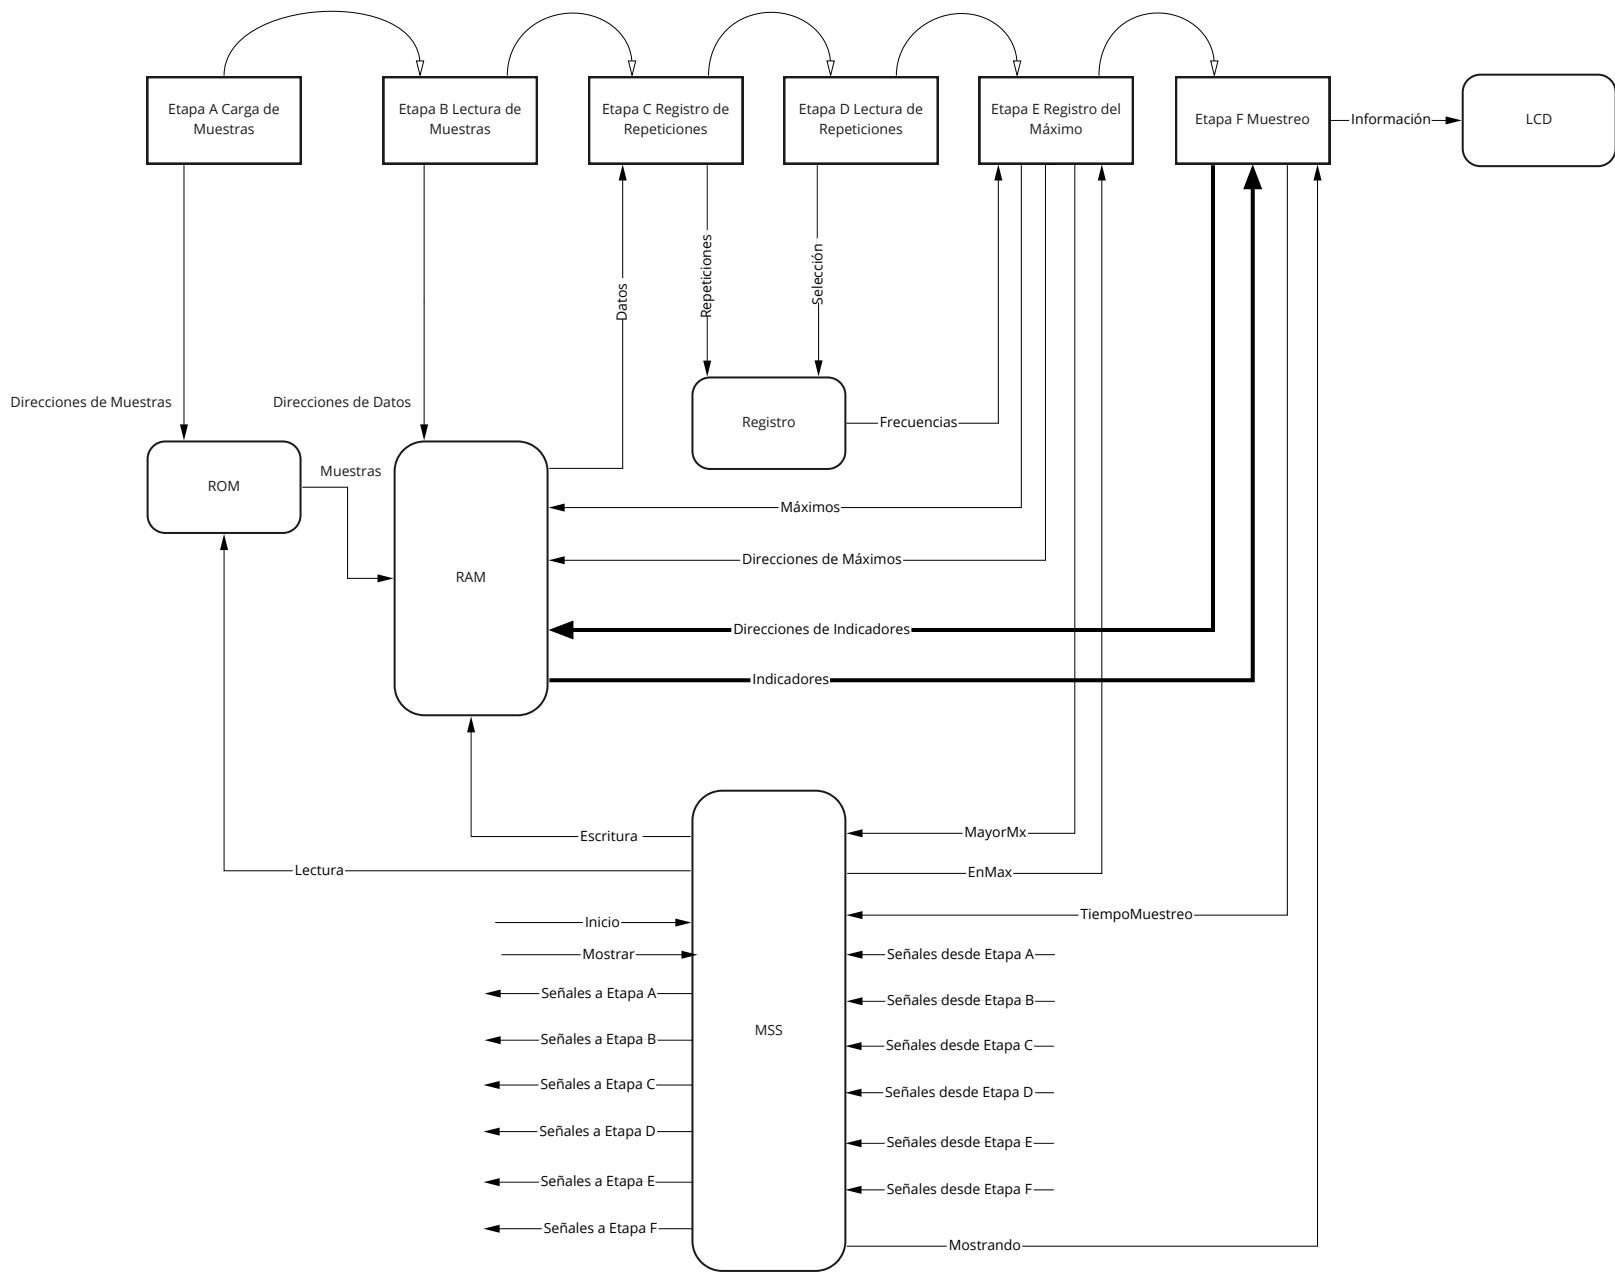 Etapa A Carga de
Muestras
Etapa B Lectura de
Muestras
Etapa C Registro de
Repeticiones
Etapa D Lectura de
Repeticiones
Etapa E Registro del
Máximo
Etapa F Muestreo
Información
LCD
Datos
Repeticiones
Selección
Direcciones de Muestras
Direcciones de Datos
Registro
Frecuencias
Muestras
ROM
Máximos
Direcciones de Máximos
RAM
Direcciones de Indicadores
Indicadores
Escritura
MayorMx
Lectura
EnMax
Inicio
TiempoMuestreo
Mostrar
Señales desde Etapa A
Señales a Etapa A
Señales desde Etapa B
MSS
Señales a Etapa B
Señales desde Etapa C
Señales a Etapa C
Señales desde Etapa D
Señales a Etapa D
Señales desde Etapa E
Señales a Etapa E
Señales desde Etapa F
Señales a Etapa F
Mostrando